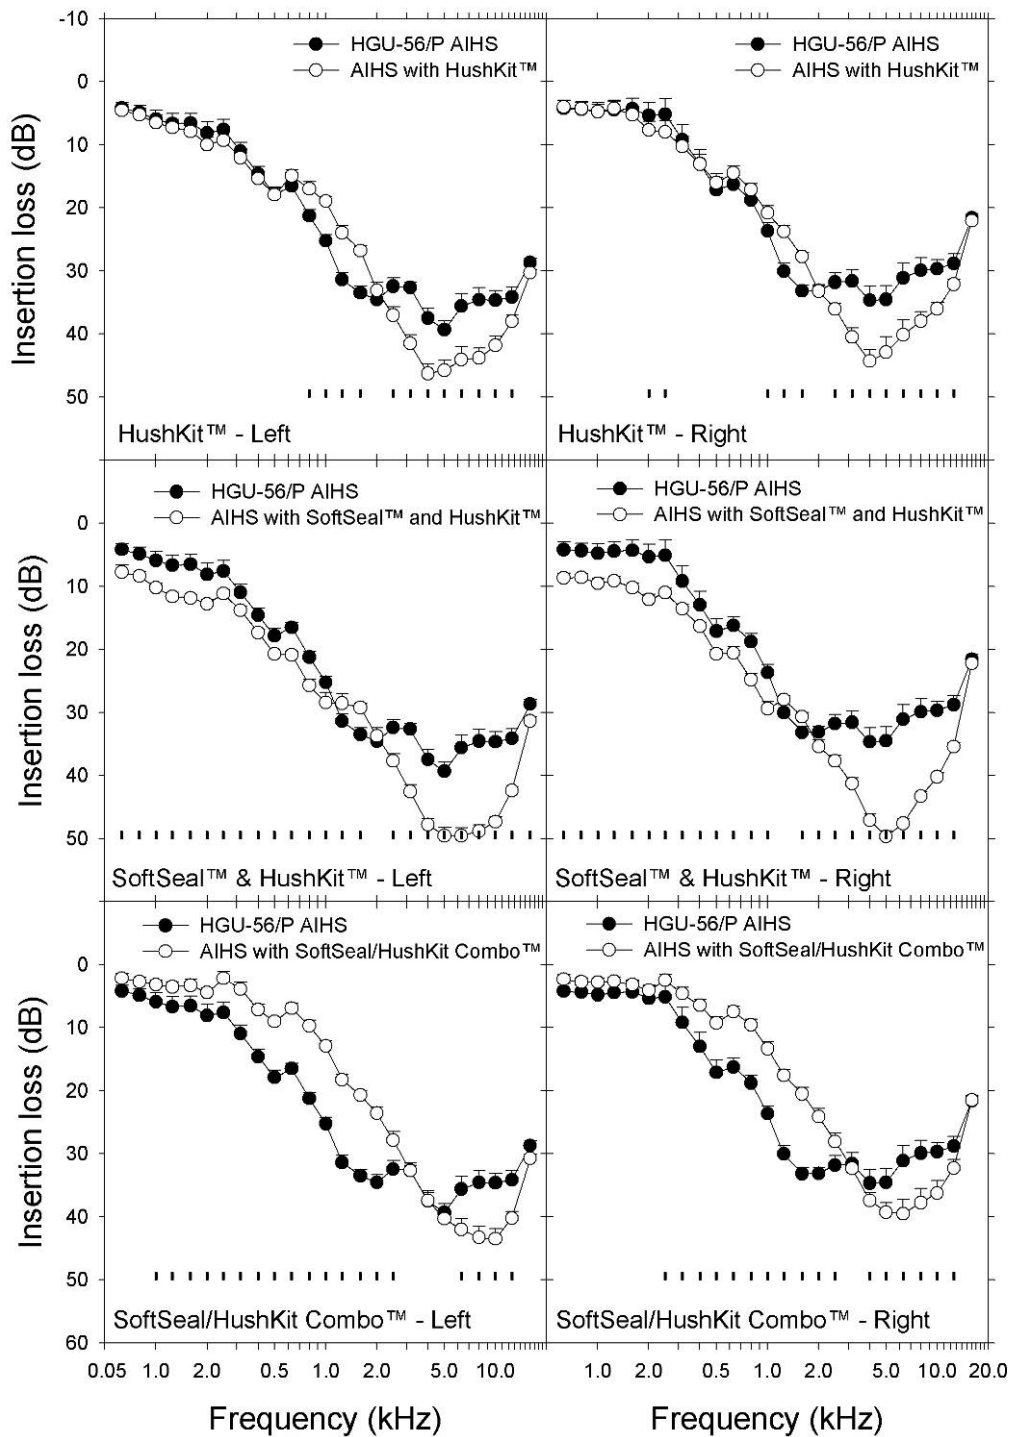 -10
0
10
20
30
40
50
Insertion loss (dB)
HGU-56/P AIHS
AIHS with HushKit™
HushKit™ - Left
HGU-56/P AIHS
AIHS with HushKit™
HushKit™ - Right
0
10
20
30
40
50
Insertion loss (dB)
HGU-56/P AIHS
AIHS with SoftSeal™ and HushKit™
SoftSeal™ & HushKit™ - Left
HGU-56/P AIHS
AIHS with SoftSeal™ and HushKit™
SoftSeal™ & HushKit™ - Right
0
10
20
30
40
50
60
Insertion loss (dB)
HGU-56/P AIHS
AIHS with SoftSeal/HushKit Combo™
SoftSeal/HushKit Combo™ - Left
HGU-56/P AIHS
AIHS with SoftSeal/HushKit Combo™
SoftSeal/HushKit Combo™ - Right
0.05 1.0 2.0 0.5 1.0 2.0 5.0 10.0
1.0 2.0 0.5 1.0 2.0 5.0 10.0 20.0
Frequency (kHz)
Frequency (kHz)